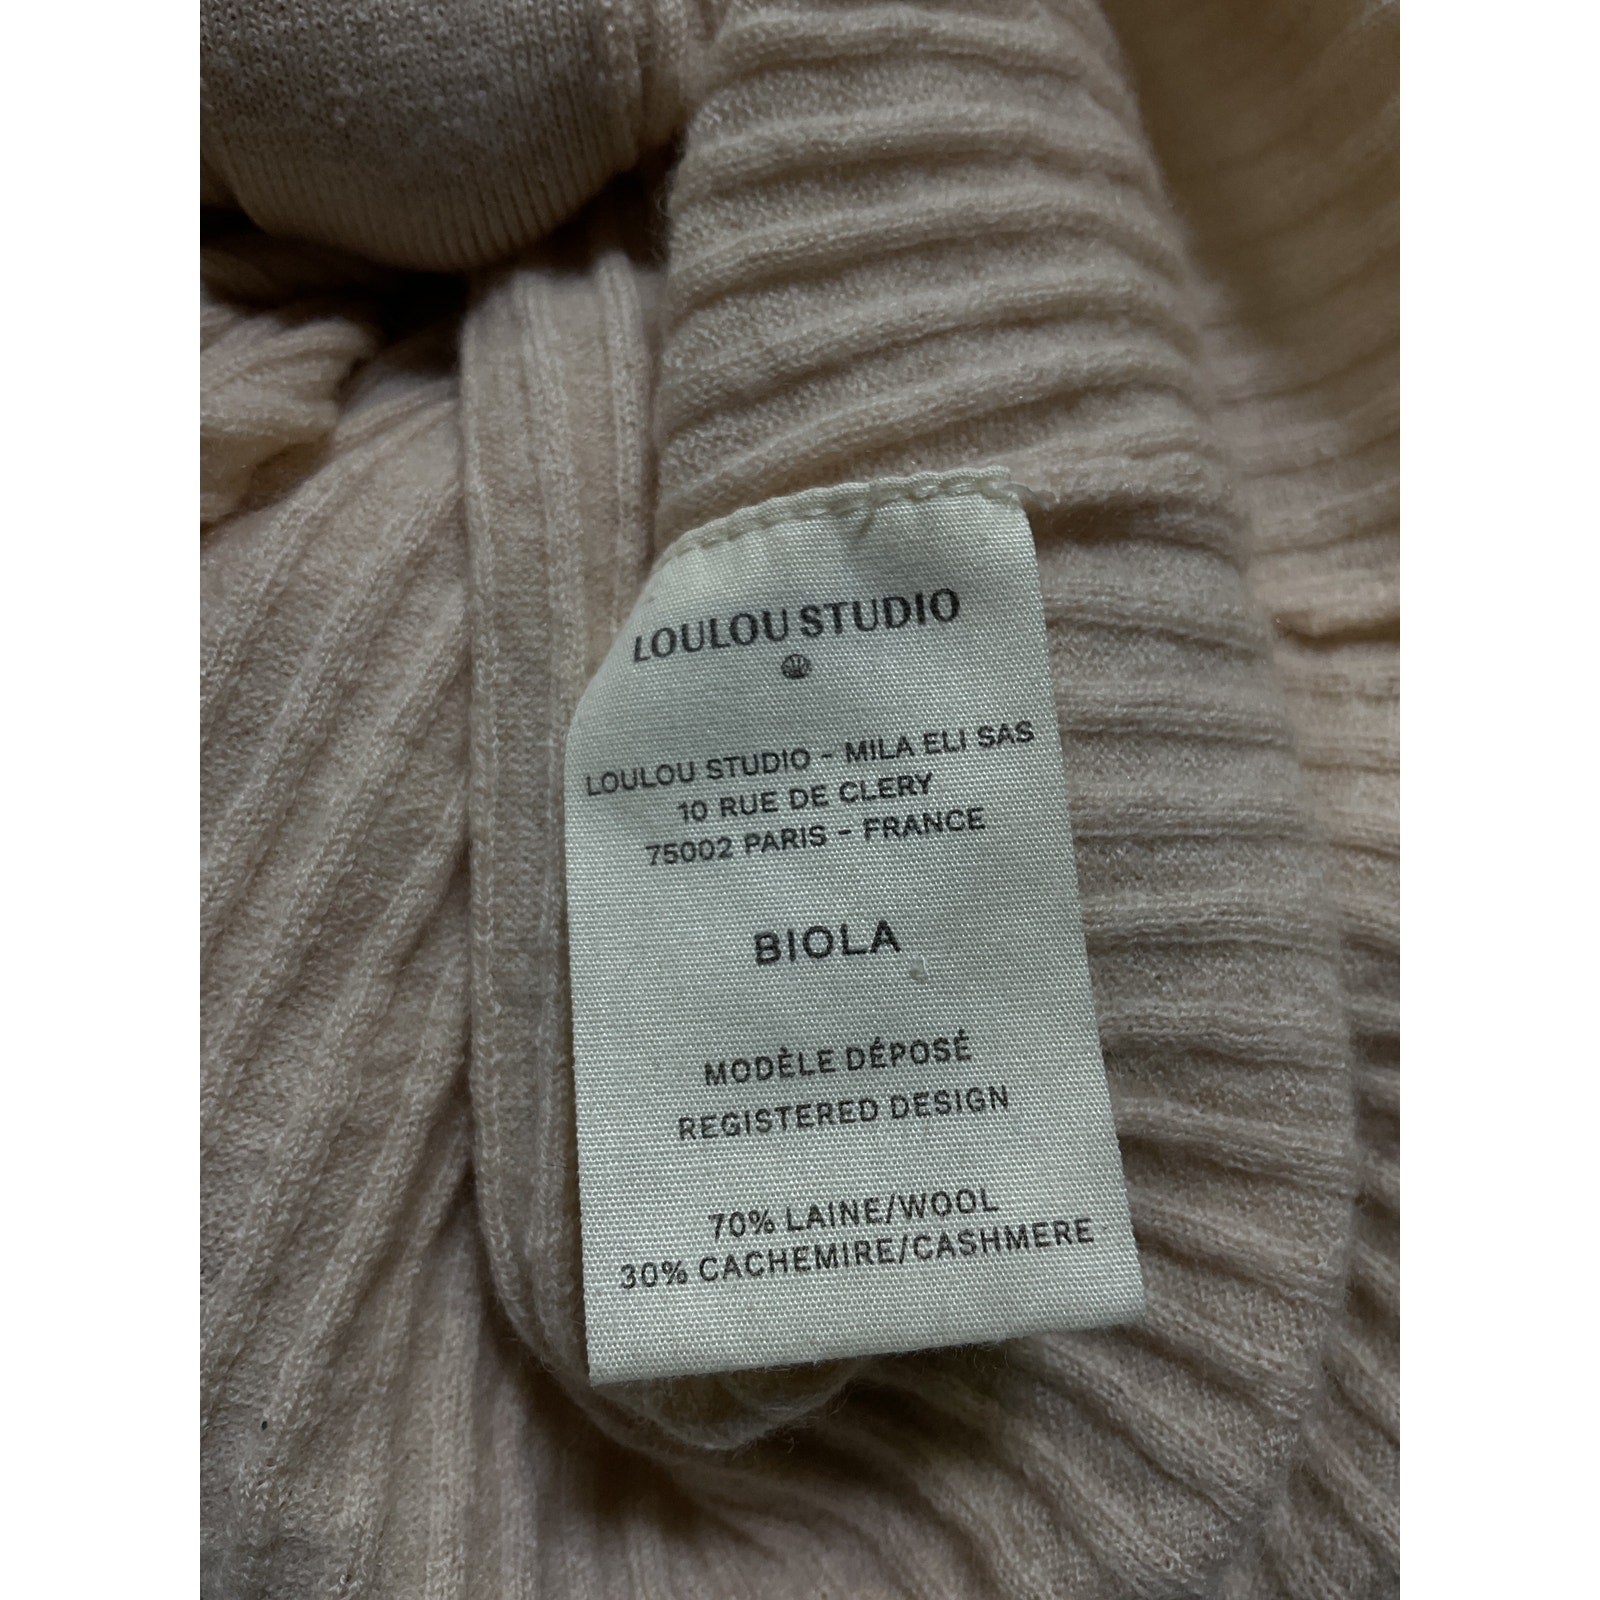 LOULOU STUDIO
LOULOU STUDIO - MILA ELI SAS
10 RUE DE CLERY
75002 PARIS - FRANCE
BIOLA
MODÈLE DÉPOSÉ
REGISTERED DESIGN
70% LAINE/WOOL
30% CACHEMIRE/CASHMERE